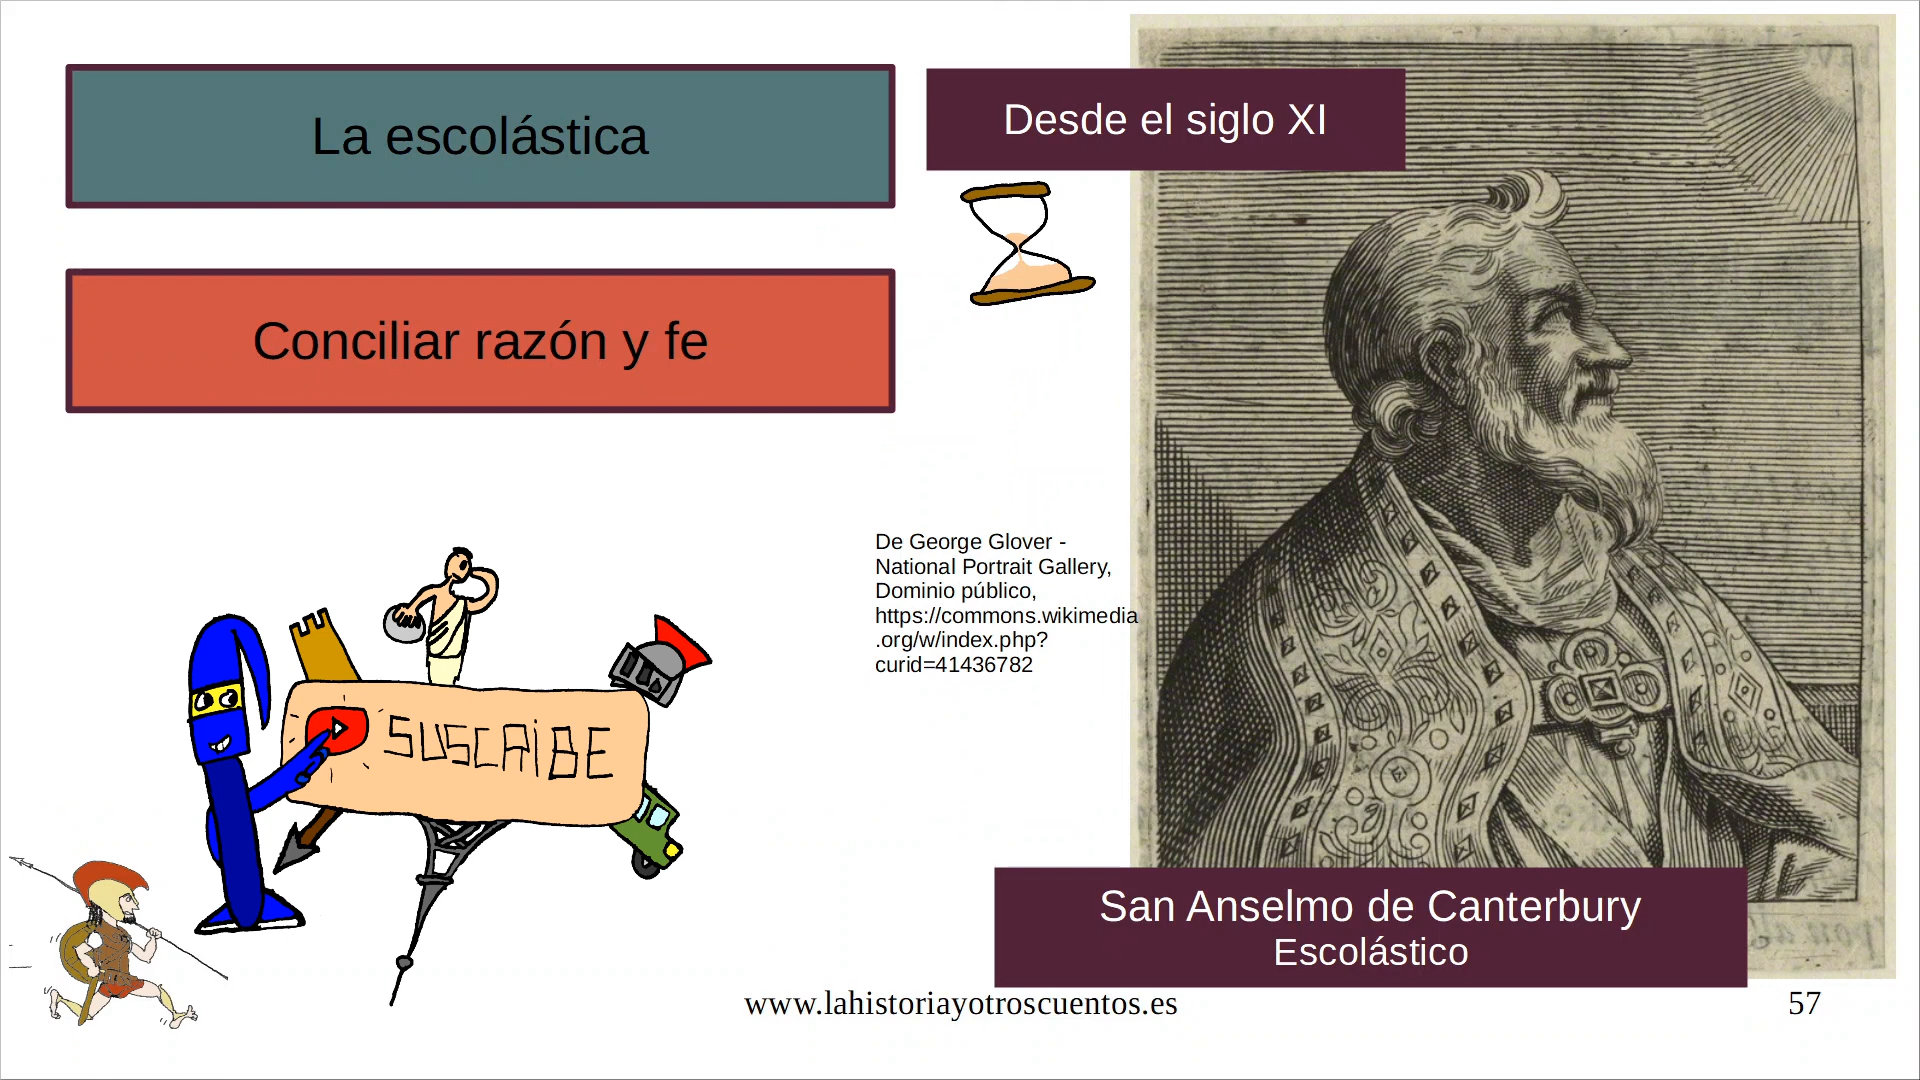 La escolástica
Desde el siglo XI
Conciliar razón y fe
De George Glover -
National Portrait Gallery,
Dominio público,
https://commons.wikimedia
.org/w/index.php?
curid=41436782
SUSCRIBE
San Anselmo de Canterbury
Escolástico
www.lahistoriayotroscuentos.es
57